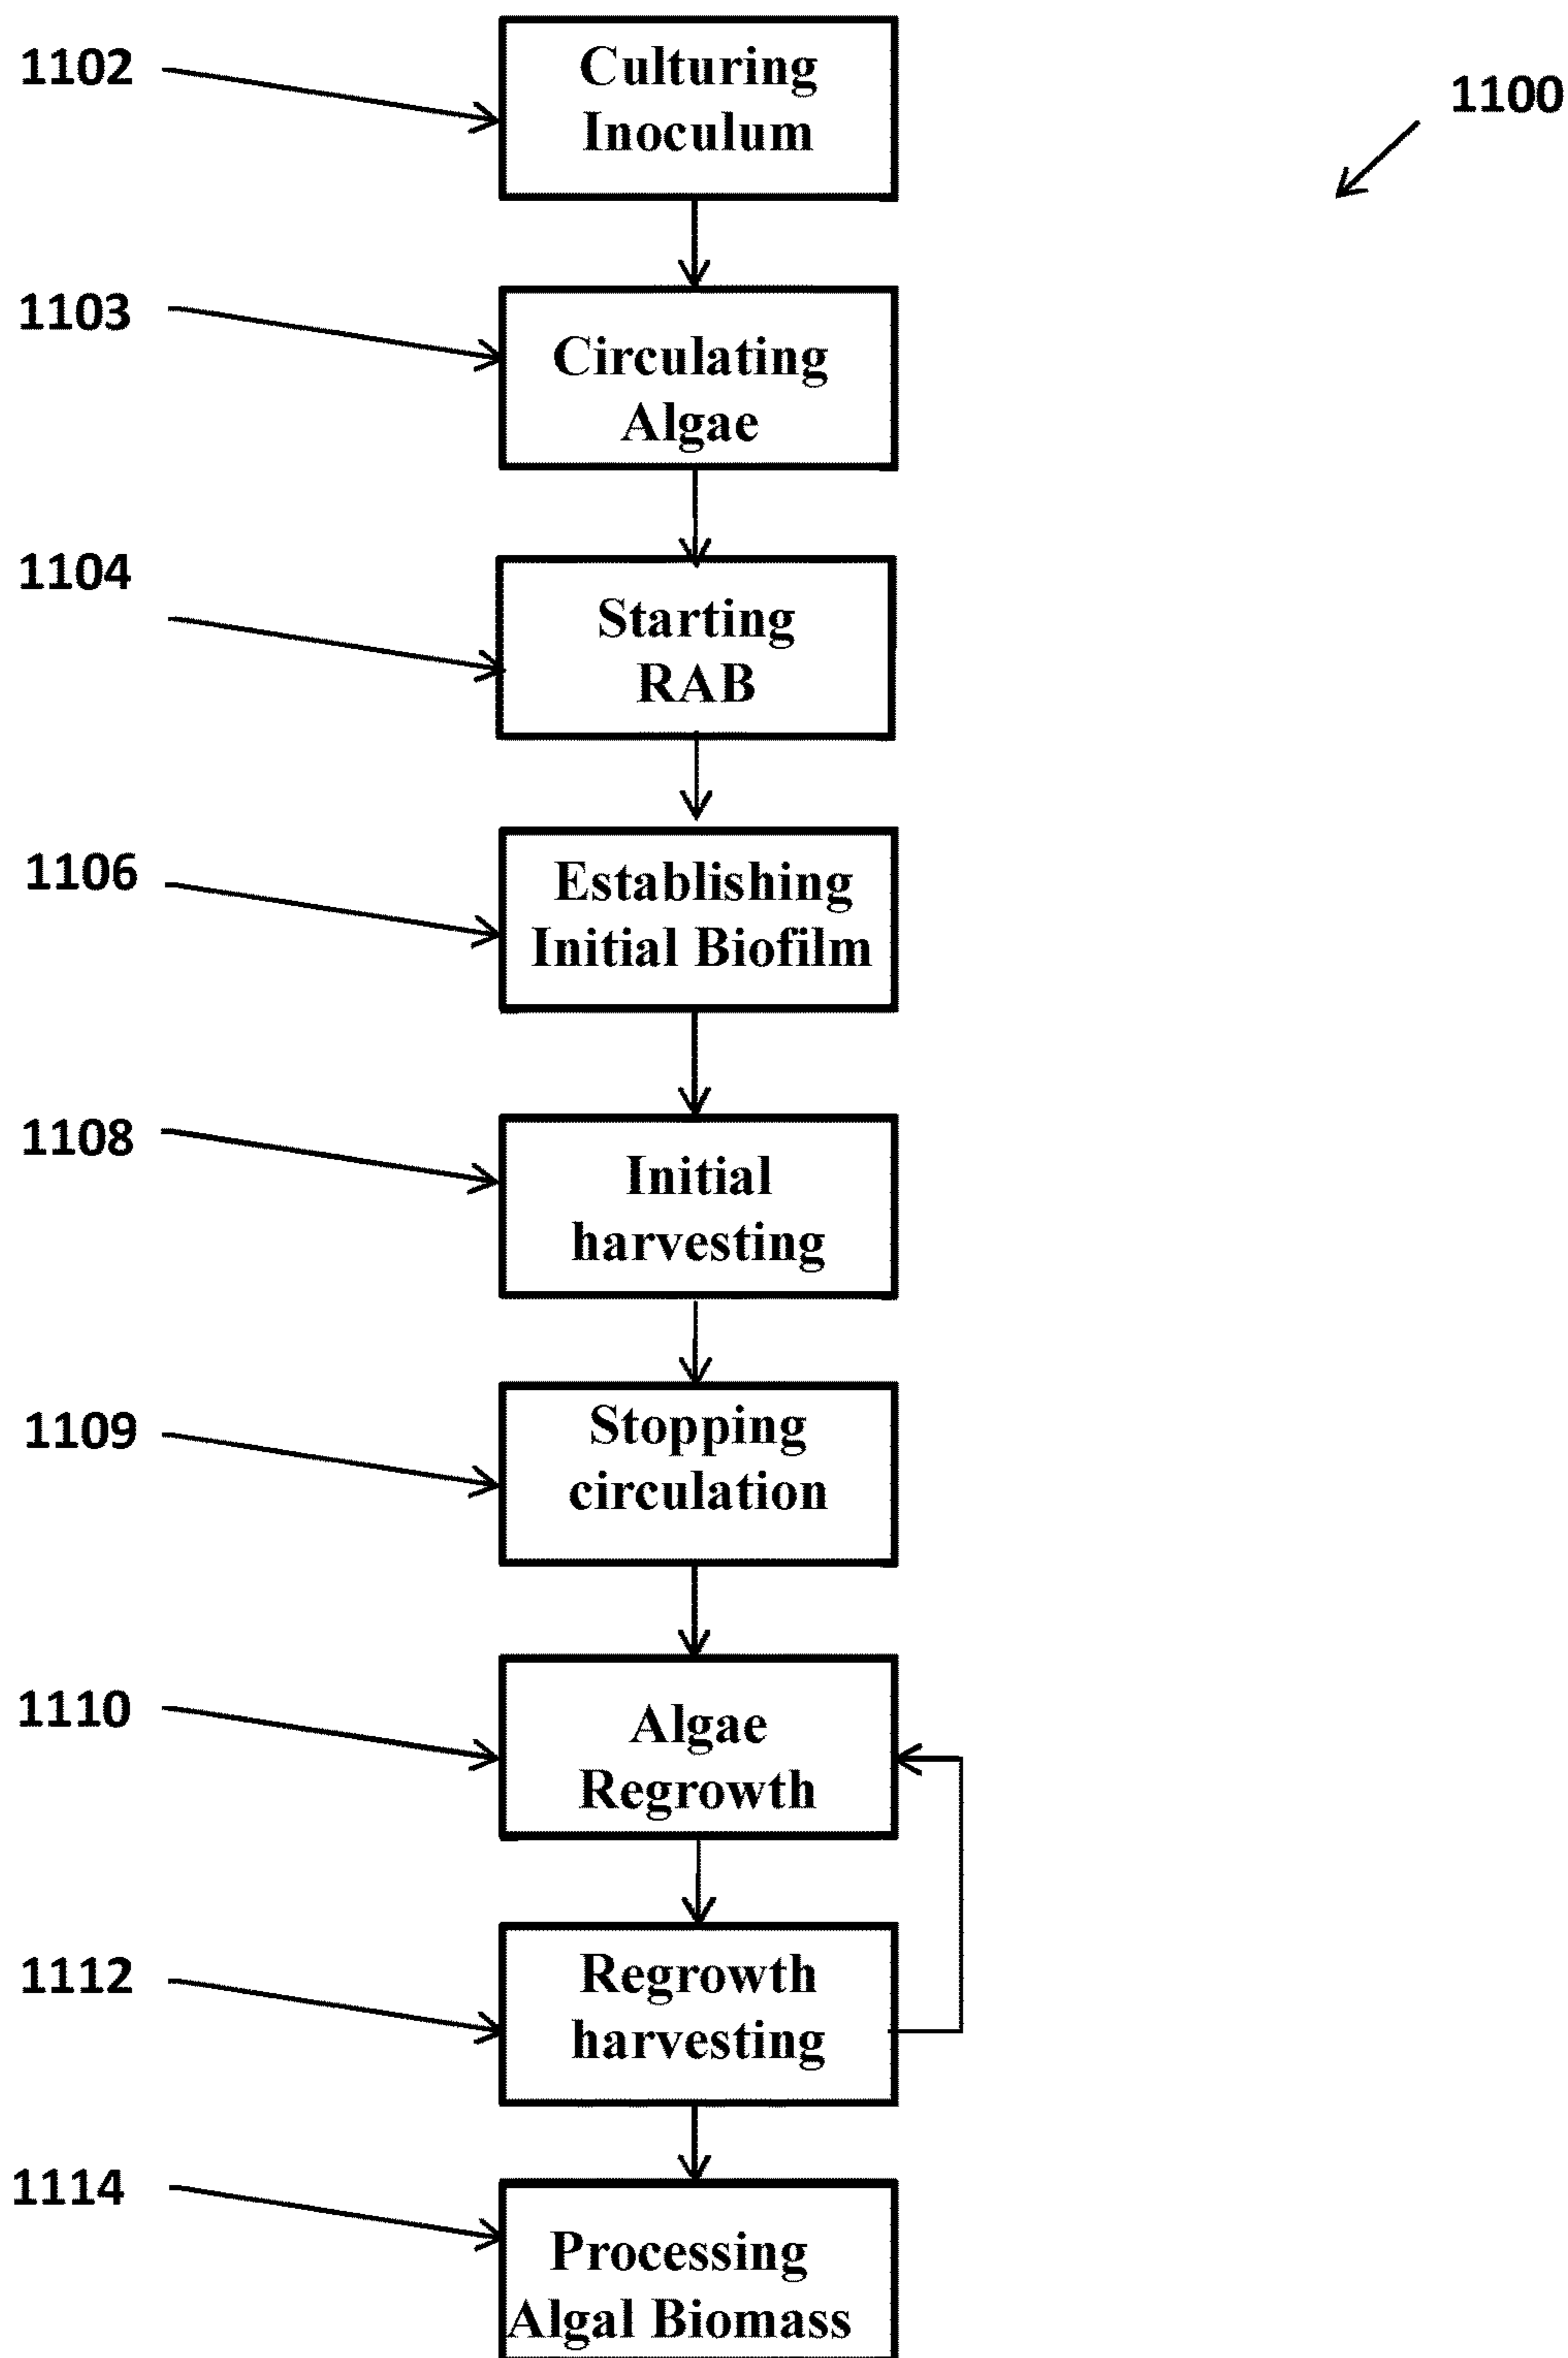 1102
Culturing
Inoculum
1100
1103
Circulating
Algae
1104
Starting
RAB
1106
Establishing
Initial Biofilm
1108
Initial
harvesting
1109
Stopping
circulation
1110
Algae
Regrowth
1112
Regrowth
harvesting
1114
Processing
Algal Biomass